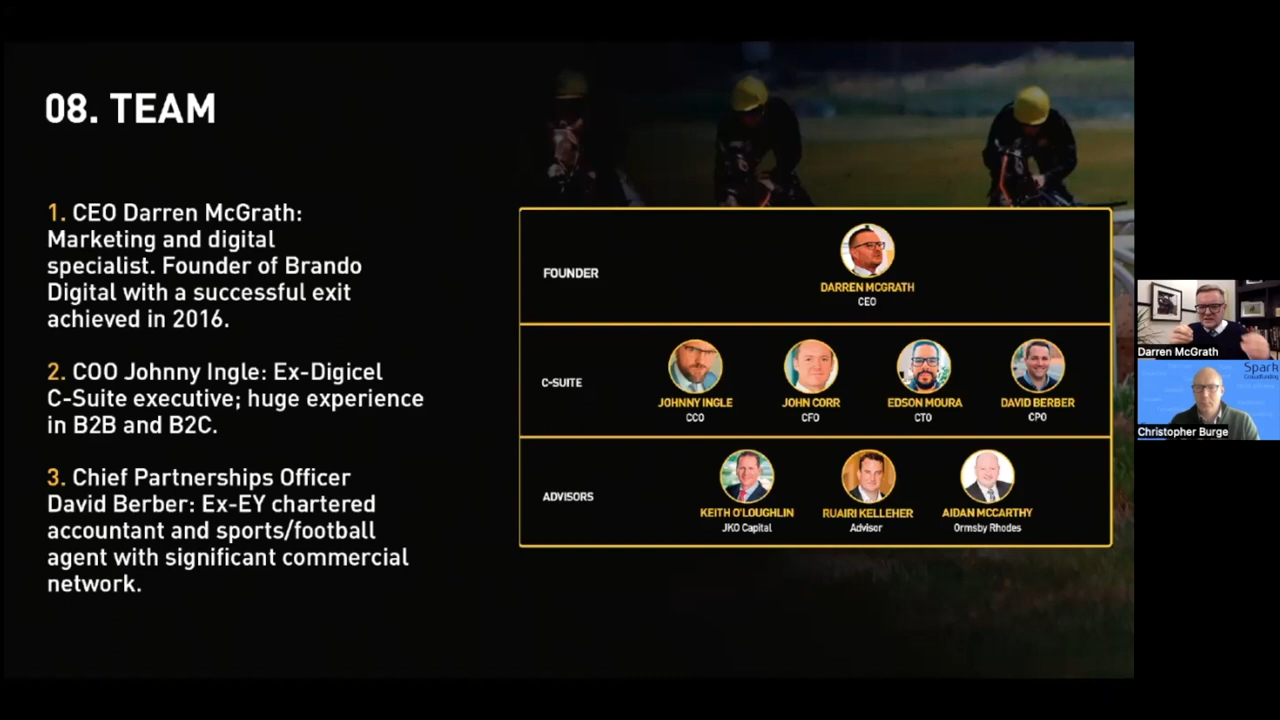 08. TEAM
1. CEO Darren McGrath:
Marketing and digital
specialist. Founder of Brando
Digital with a successful exit
achieved in 2016.
2. COO Johnny Ingle: Ex-Digicel
C-Suite executive; huge experience
in B2B and B2C.
3. Chief Partnerships Officer
David Berber: Ex-EY chartered
accountant and sports/football
agent with significant commercial
network.
FOUNDER
DARREN MCGRATH
CEO
C-SUITE
JOHNNY INGLE
CCO
JOHN CORR
CFO
EDSON MOURA
CTO
DAVID BERBER
CPO
ADVISORS
KEITH O'LOUGHLIN
JKO Capital
RUAIRI KELLEHER
Advisor
AIDAN MCCARTHY
Ormsby Rhodes
Darren McGrath
Spark
Crowdfunding
Christopher Burge